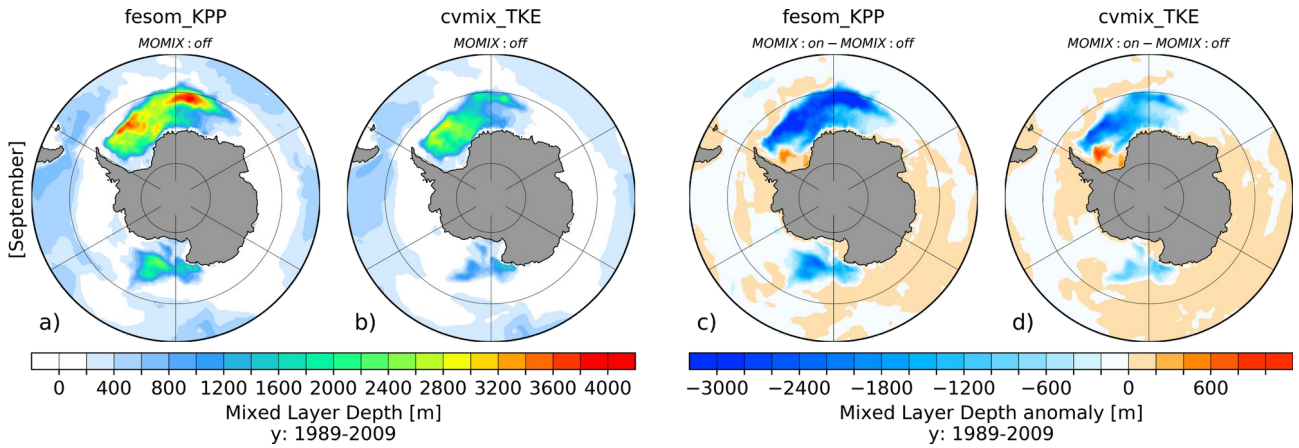 fesom_KPP
MOMIX : off
cvmix_TKE
MOMIX : off
fesom_KPP
MOMIX : on − MOMIX : off
cvmix_TKE
MOMIX : on − MOMIX : off
[September]
a)
b)
c)
d)
0 400 800 1200 1600 2000 2400 2800 3200 3600 4000
Mixed Layer Depth [m]
y: 1989-2009
−3000 −2400 −1800 −1200 −600 0 600
Mixed Layer Depth anomaly [m]
y: 1989-2009